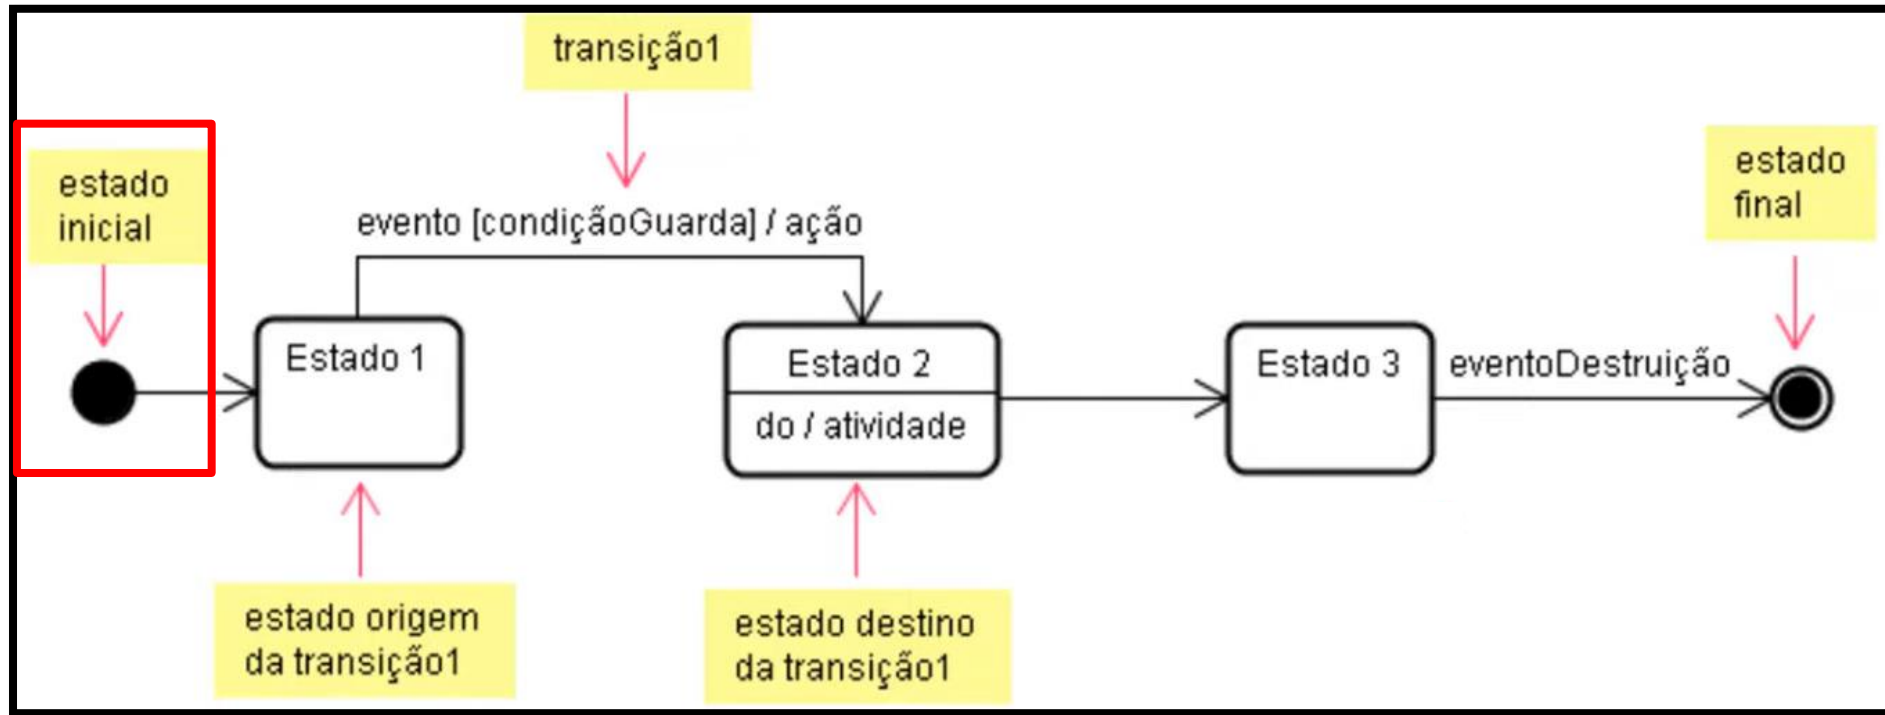 transição1
estado
inicial
estado
final
evento [condiçãoGuarda] / ação
Estado 1
Estado 2
do / atividade
Estado 3
eventoDestruição
estado origem
da transição1
estado destino
da transição1